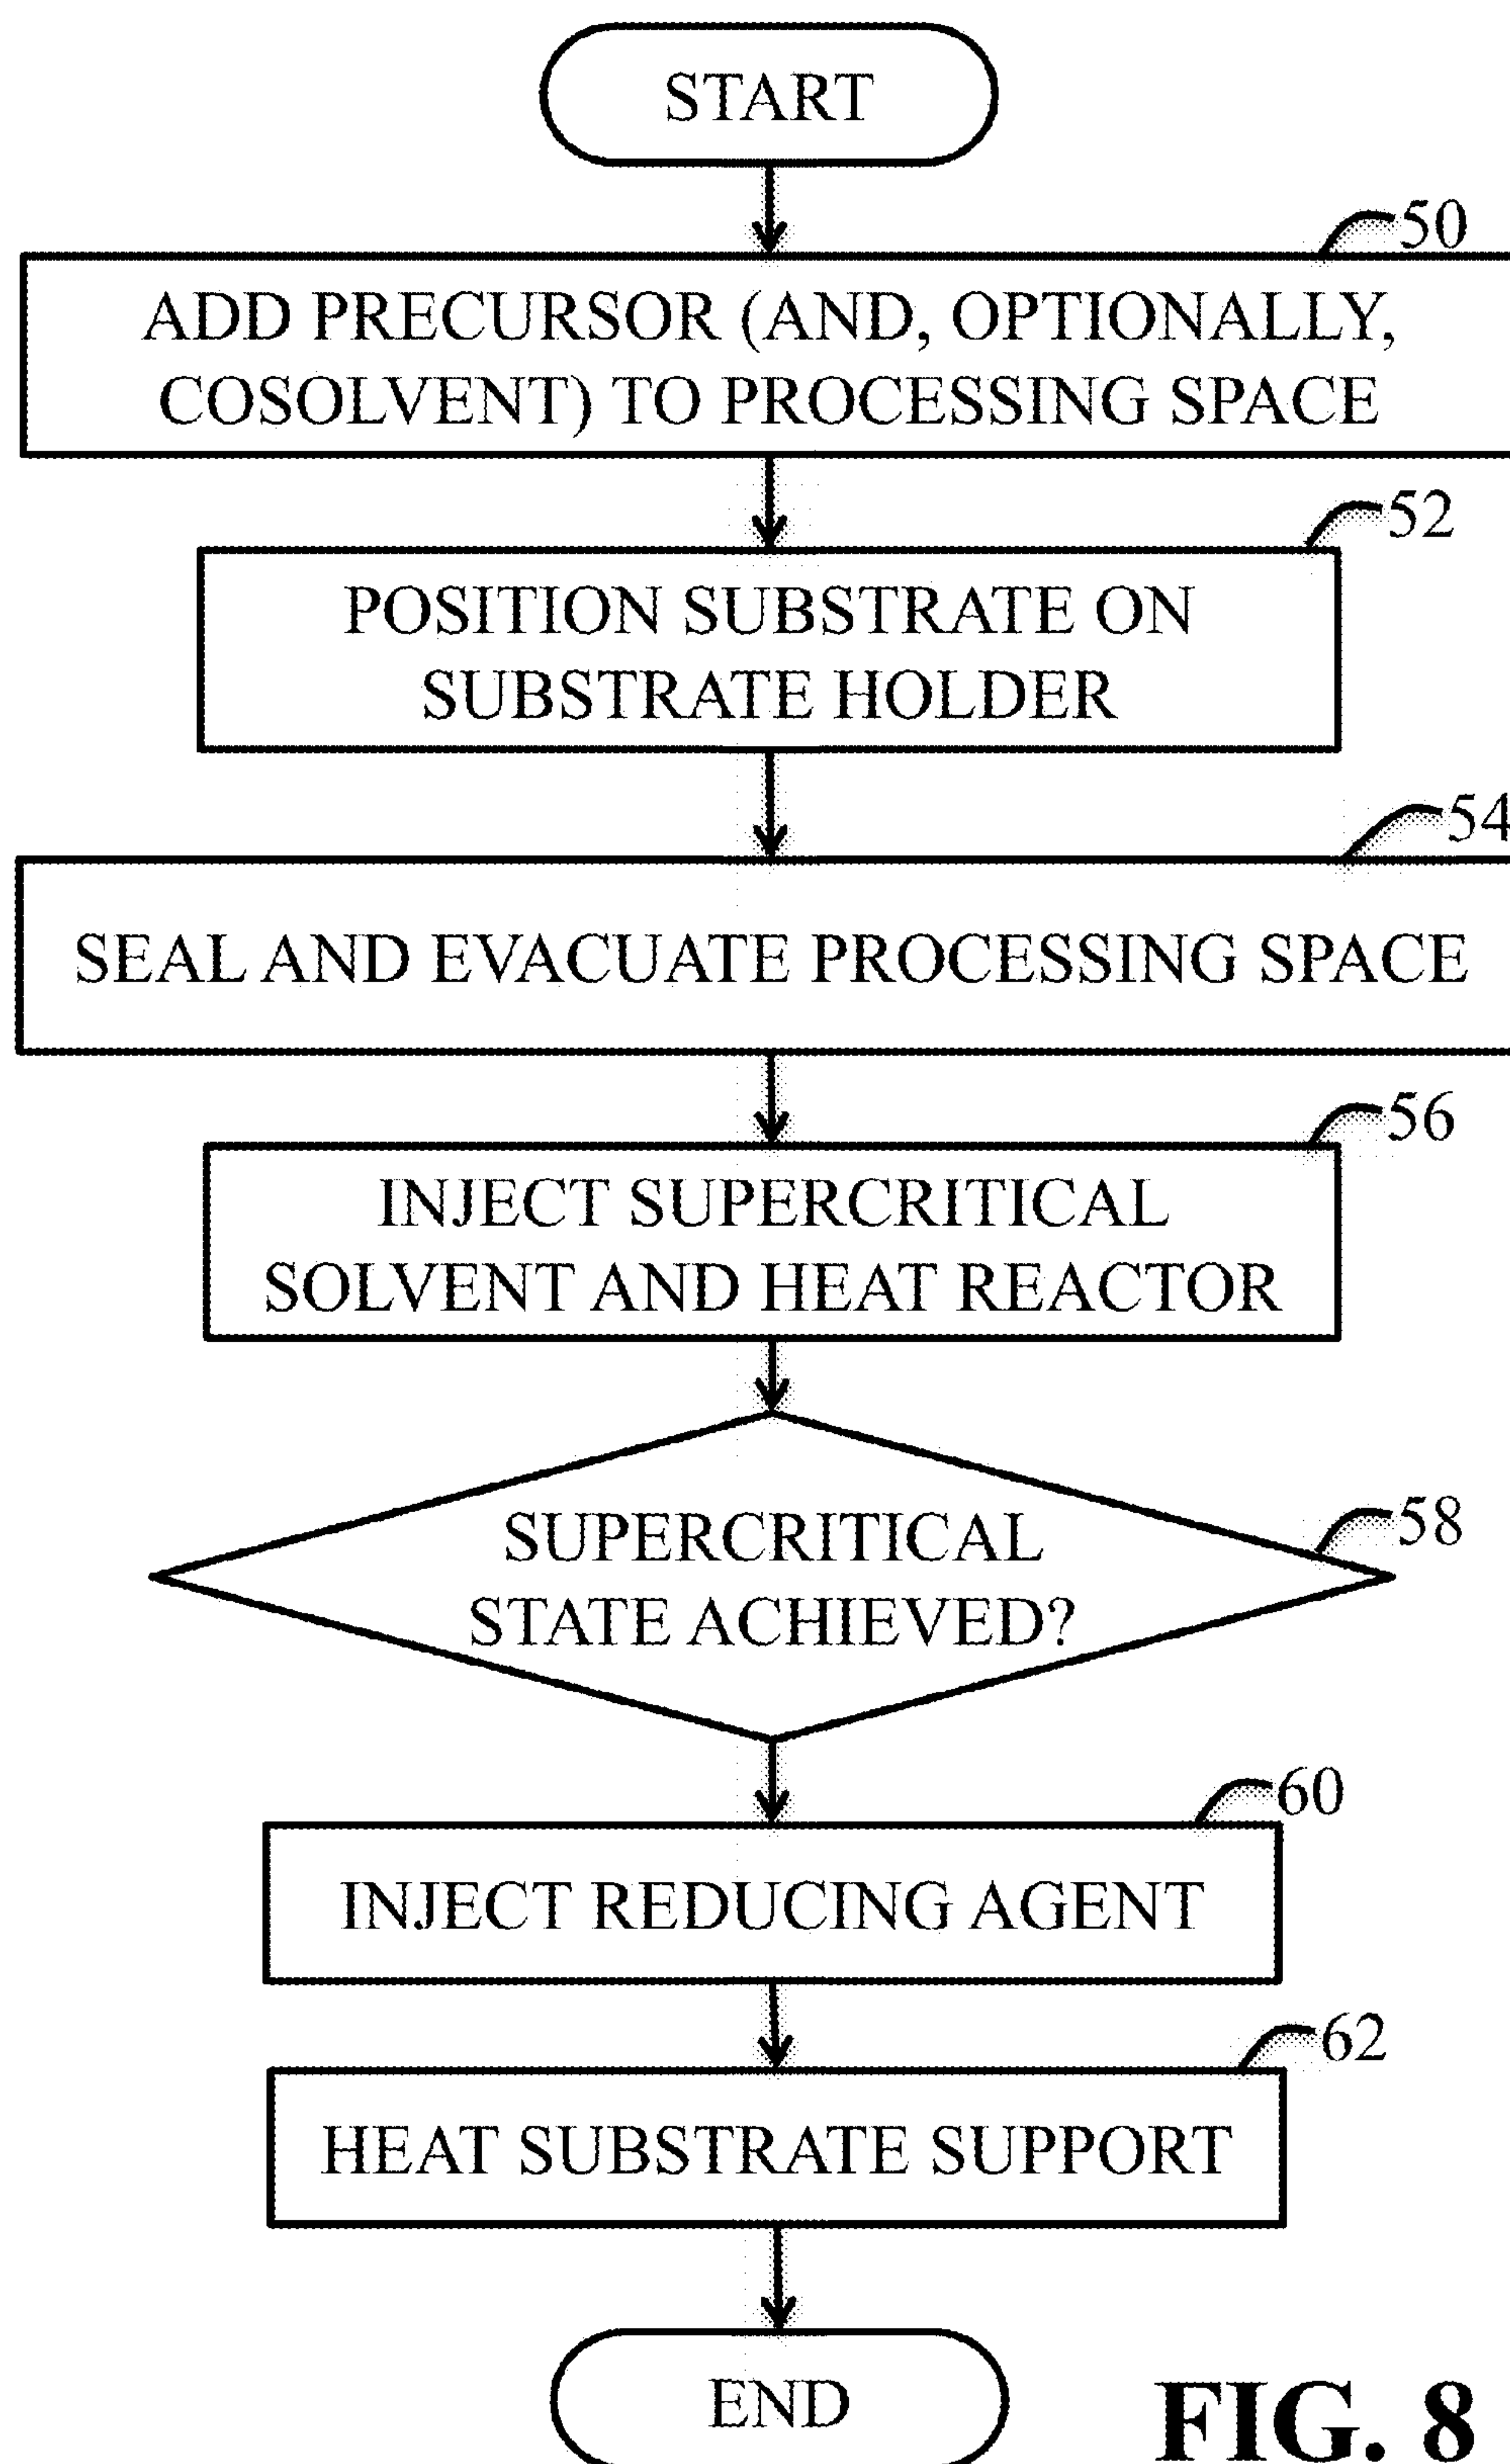 START
50
ADD PRECURSOR (AND, OPTIONALLY,
COSOLVENT) TO PROCESSING SPACE
52
POSITION SUBSTRATE ON
SUBSTRATE HOLDER
54
SEAL AND EVACUATE PROCESSING SPACE
56
INJECT SUPERCRITICAL
SOLVENT AND HEAT REACTOR
58
SUPERCRITICAL
STATE ACHIEVED?
60
INJECT REDUCING AGENT
62
HEAT SUBSTRATE SUPPORT
END
FIG. 8